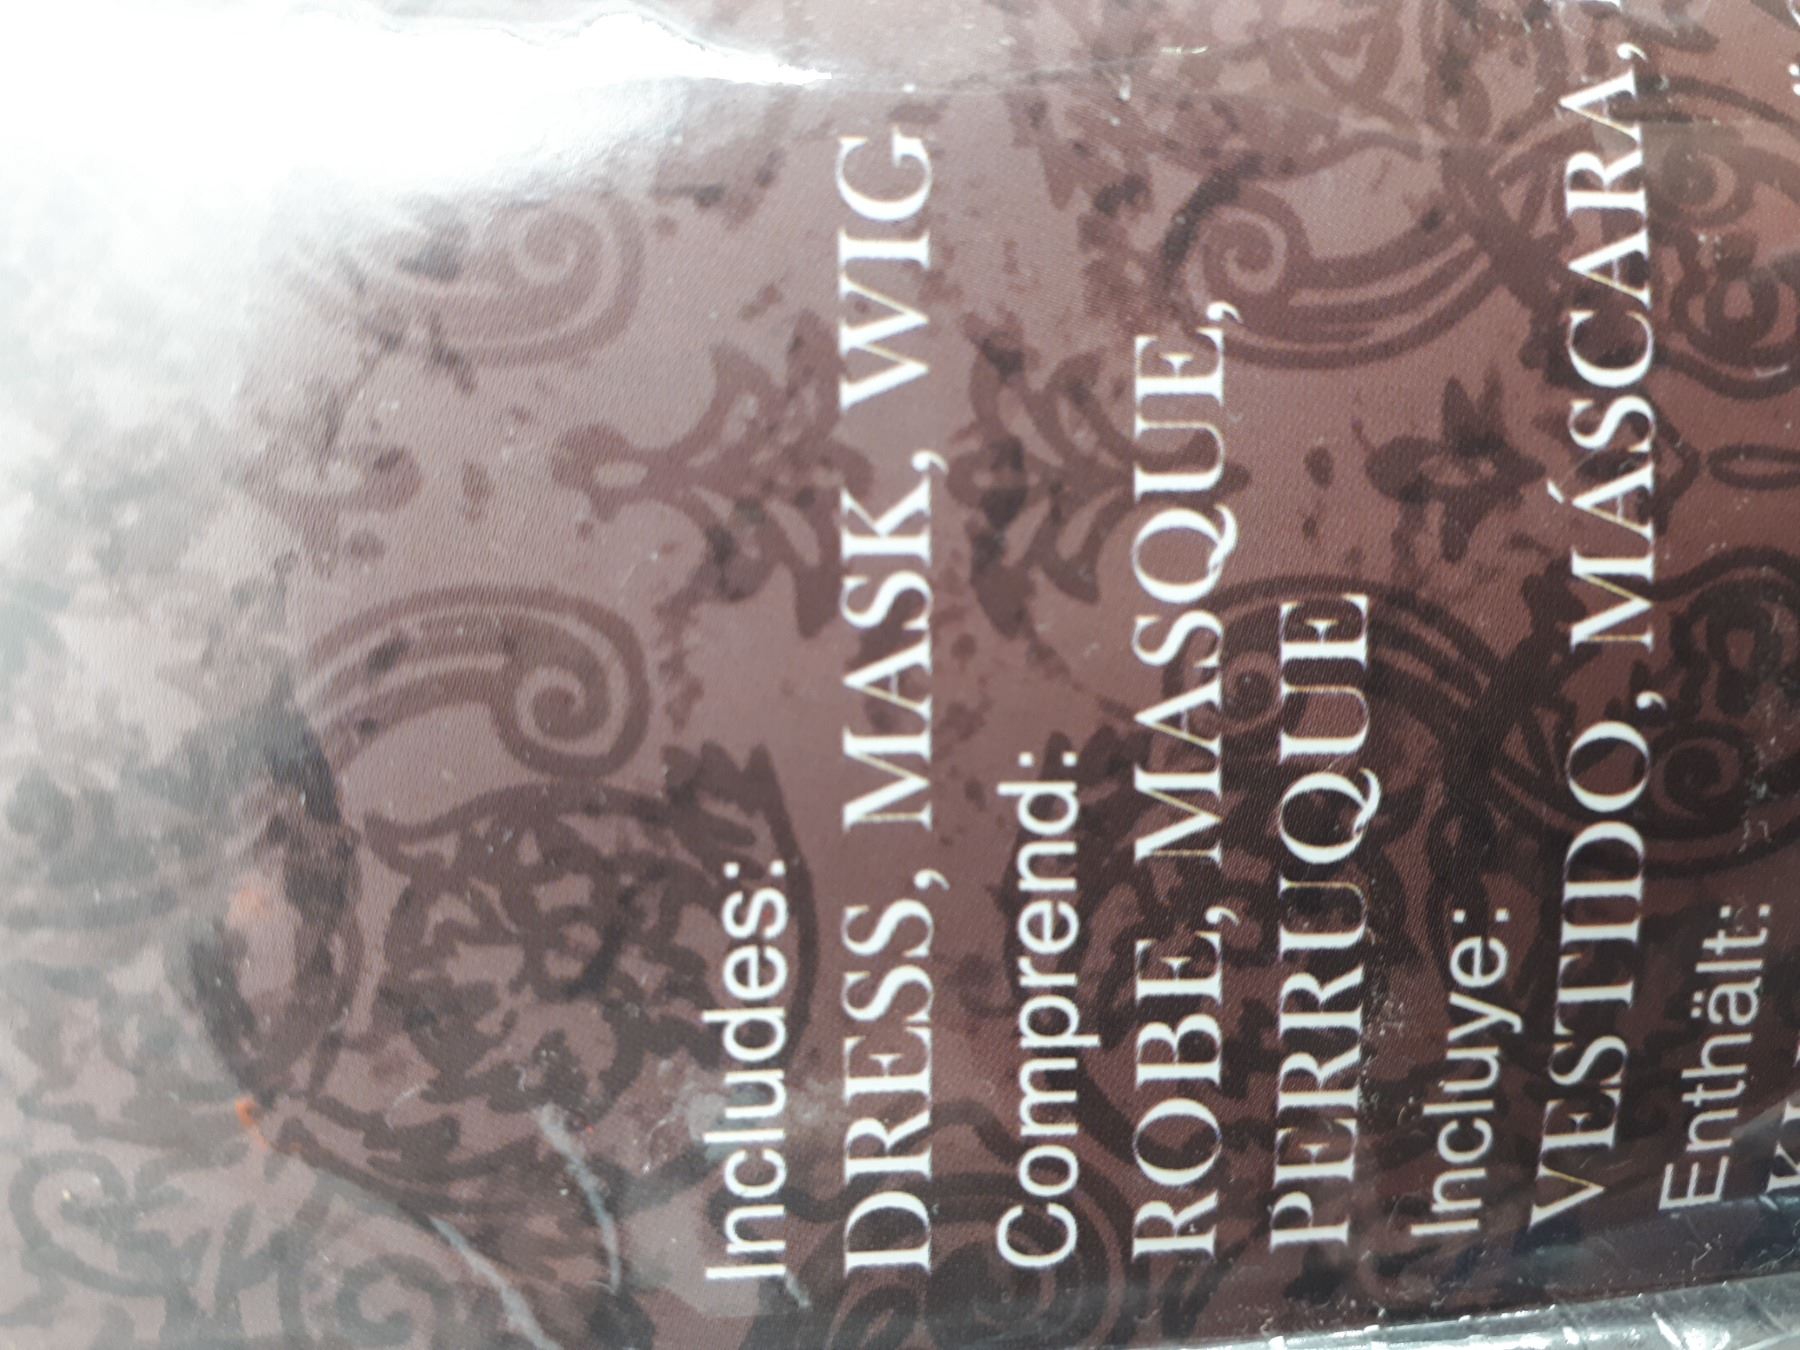 Includes:
DRESS, MASK, WIG
Comprend:
ROBE, MASQUE,
PERRUQUE
Incluye:
VESTIDO, MÁSCARA,
Enthält: